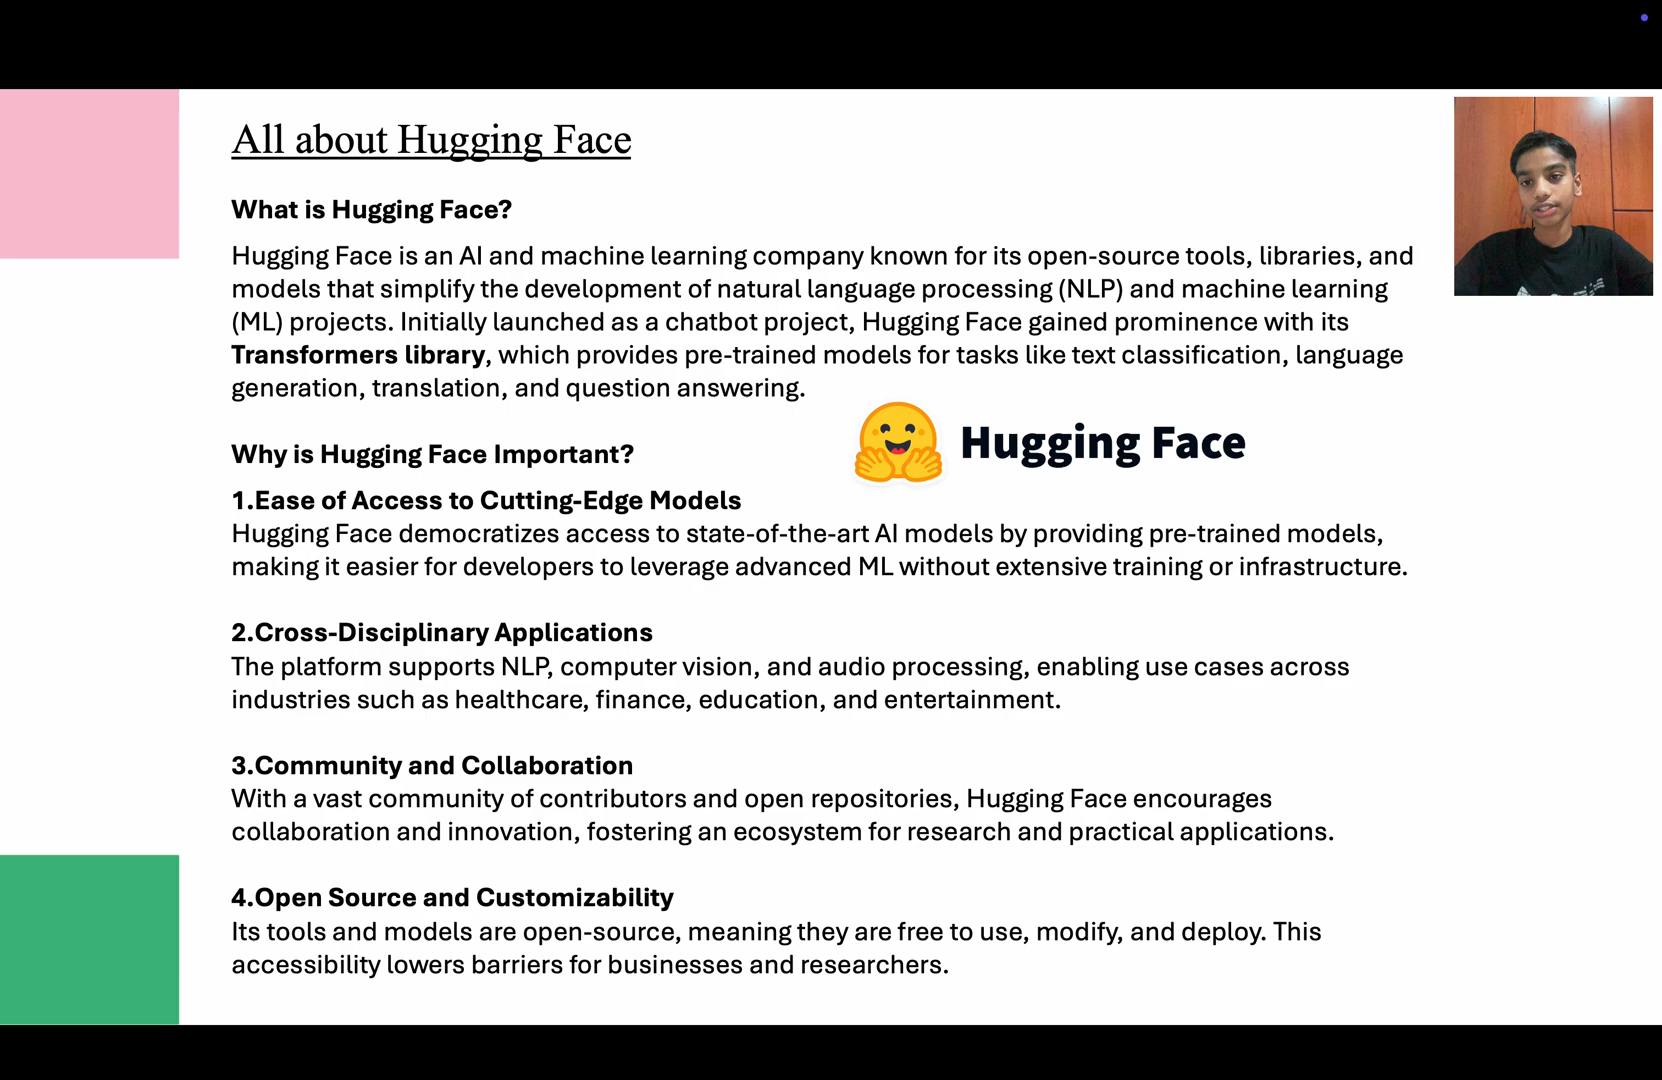 All about Hugging Face
What is Hugging Face?
Hugging Face is an AI and machine learning company known for its open-source tools, libraries, and
models that simplify the development of natural language processing (NLP) and machine learning
(ML) projects. Initially launched as a chatbot project, Hugging Face gained prominence with its
Transformers library, which provides pre-trained models for tasks like text classification, language
generation, translation, and question answering.
Hugging Face
Why is Hugging Face Important?
1.Ease of Access to Cutting-Edge Models
Hugging Face democratizes access to state-of-the-art AI models by providing pre-trained models,
making it easier for developers to leverage advanced ML without extensive training or infrastructure.
2.Cross-Disciplinary Applications
The platform supports NLP, computer vision, and audio processing, enabling use cases across
industries such as healthcare, finance, education, and entertainment.
3.Community and Collaboration
With a vast community of contributors and open repositories, Hugging Face encourages
collaboration and innovation, fostering an ecosystem for research and practical applications.
4.Open Source and Customizability
Its tools and models are open-source, meaning they are free to use, modify, and deploy. This
accessibility lowers barriers for businesses and researchers.